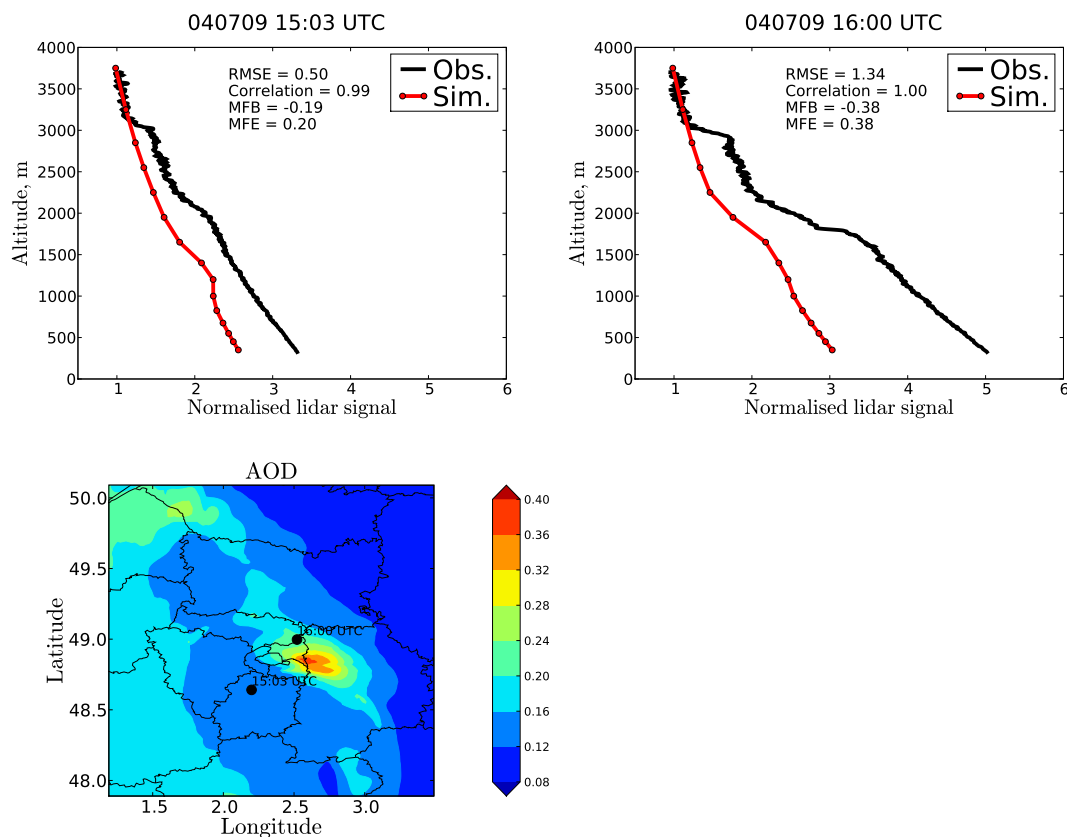 040709 15:03 UTC
4000
3500
3000
2500
2000
1500
1000
500
0
Altitude, m
RMSE = 0.50
Correlation = 0.99
MFB = -0.19
MFE = 0.20
Obs.
Sim.
1 2 3 4 5 6
Normalised lidar signal
040709 16:00 UTC
4000
3500
3000
2500
2000
1500
1000
500
0
Altitude, m
RMSE = 1.34
Correlation = 1.00
MFB = -0.38
MFE = 0.38
Obs.
Sim.
1 2 3 4 5 6
Normalised lidar signal
AOD
50.0
49.5
49.0
48.5
48.0
Latitude
16:00 UTC
15:03 UTC
1.5 2.0 2.5 3.0
Longitude
0.40
0.36
0.32
0.28
0.24
0.20
0.16
0.12
0.08